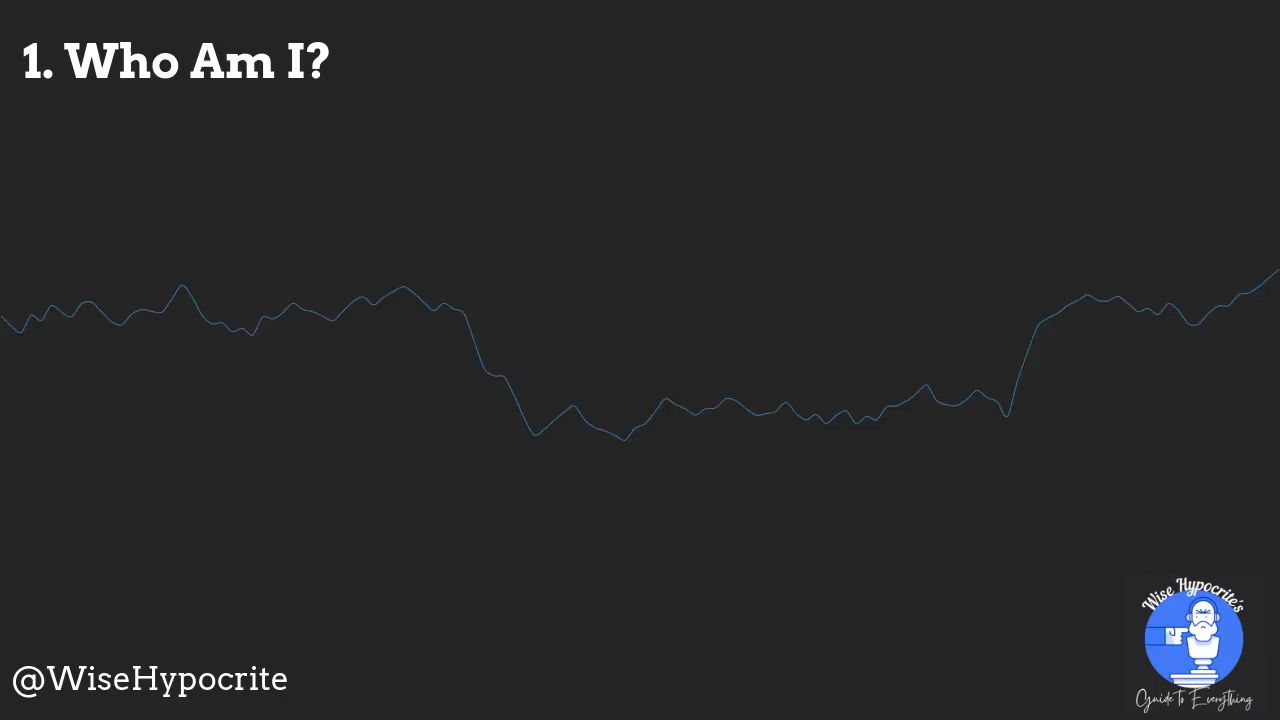 1. Who Am I?
Wise Hypocrite's
Guide To Everything
@WiseHypocrite